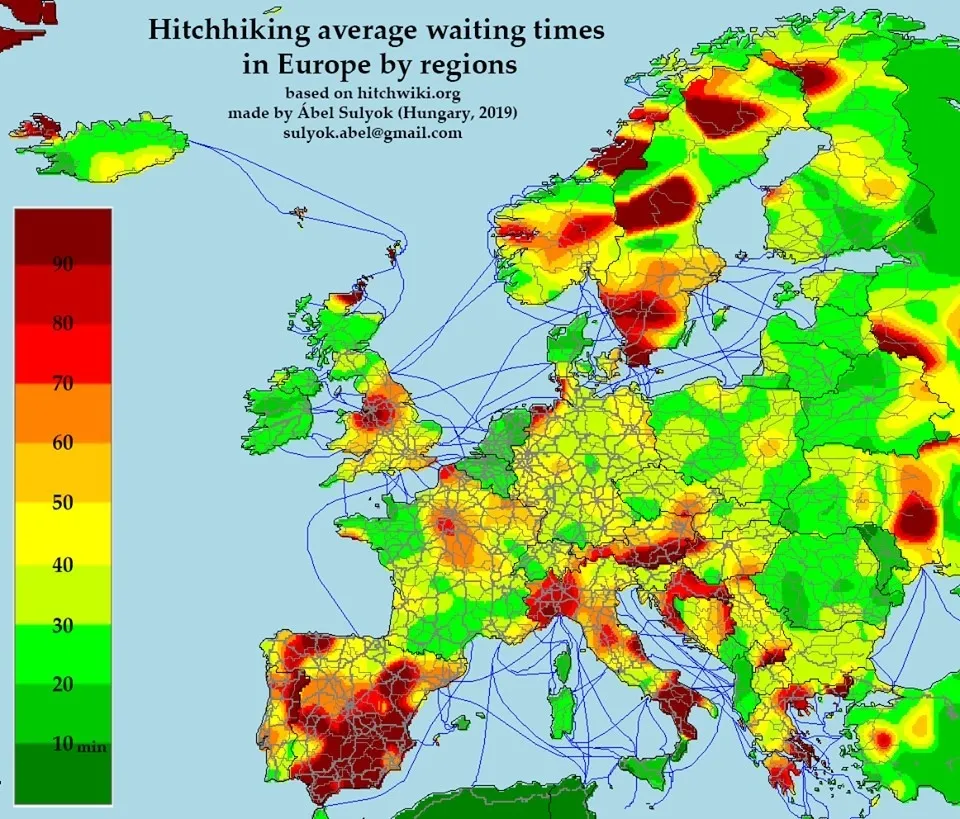 Hitchhiking average waiting times
in Europe by regions
based on hitchwiki.org
made by Ábel Sulyok (Hungary, 2019)
sulyok.abel@gmail.com
90
80
70
60
50
40
30
20
10 min